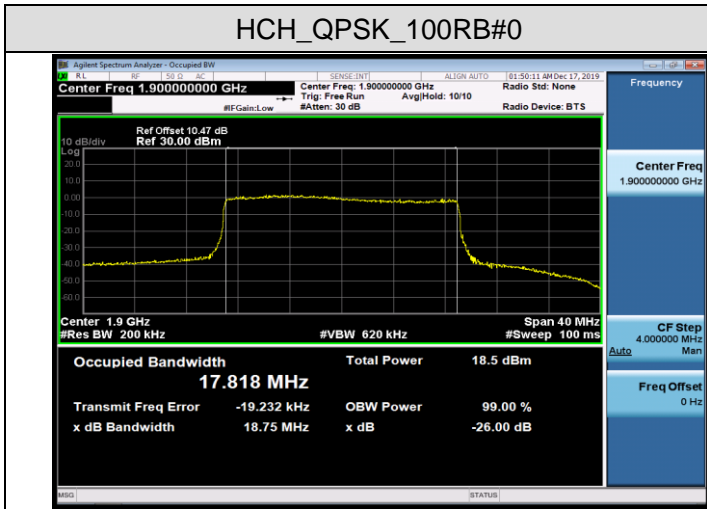 HCH_QPSK_100RB#0
Agilent Spectrum Analyzer - Occupied BW
RL RF 50 Ω AC SENSE:INT ALIGN AUTO 01:50:11 AM Dec 17, 2019
Center Freq 1.900000000 GHz
Center Freq: 1.900000000 GHz
Radio Std: None
Trig: Free Run Avg|Hold: 10/10
#IFGain:Low #Atten: 30 dB Radio Device: BTS
Frequency
Ref Offset 10.47 dB
10 dB/div Ref 30.00 dBm
Log
20.0
10.0
0.00
-10.0
-20.0
-30.0
-40.0
-50.0
-60.0
Center 1.9 GHz Span 40 MHz
#Res BW 200 kHz #VBW 620 kHz #Sweep 100 ms
Occupied Bandwidth Total Power 18.5 dBm
17.818 MHz
Transmit Freq Error -19.232 kHz OBW Power 99.00 %
x dB Bandwidth 18.75 MHz x dB -26.00 dB
Center Freq
1.900000000 GHz
CF Step
4.000000 MHz
Auto Man
Freq Offset
0 Hz
MSG STATUS